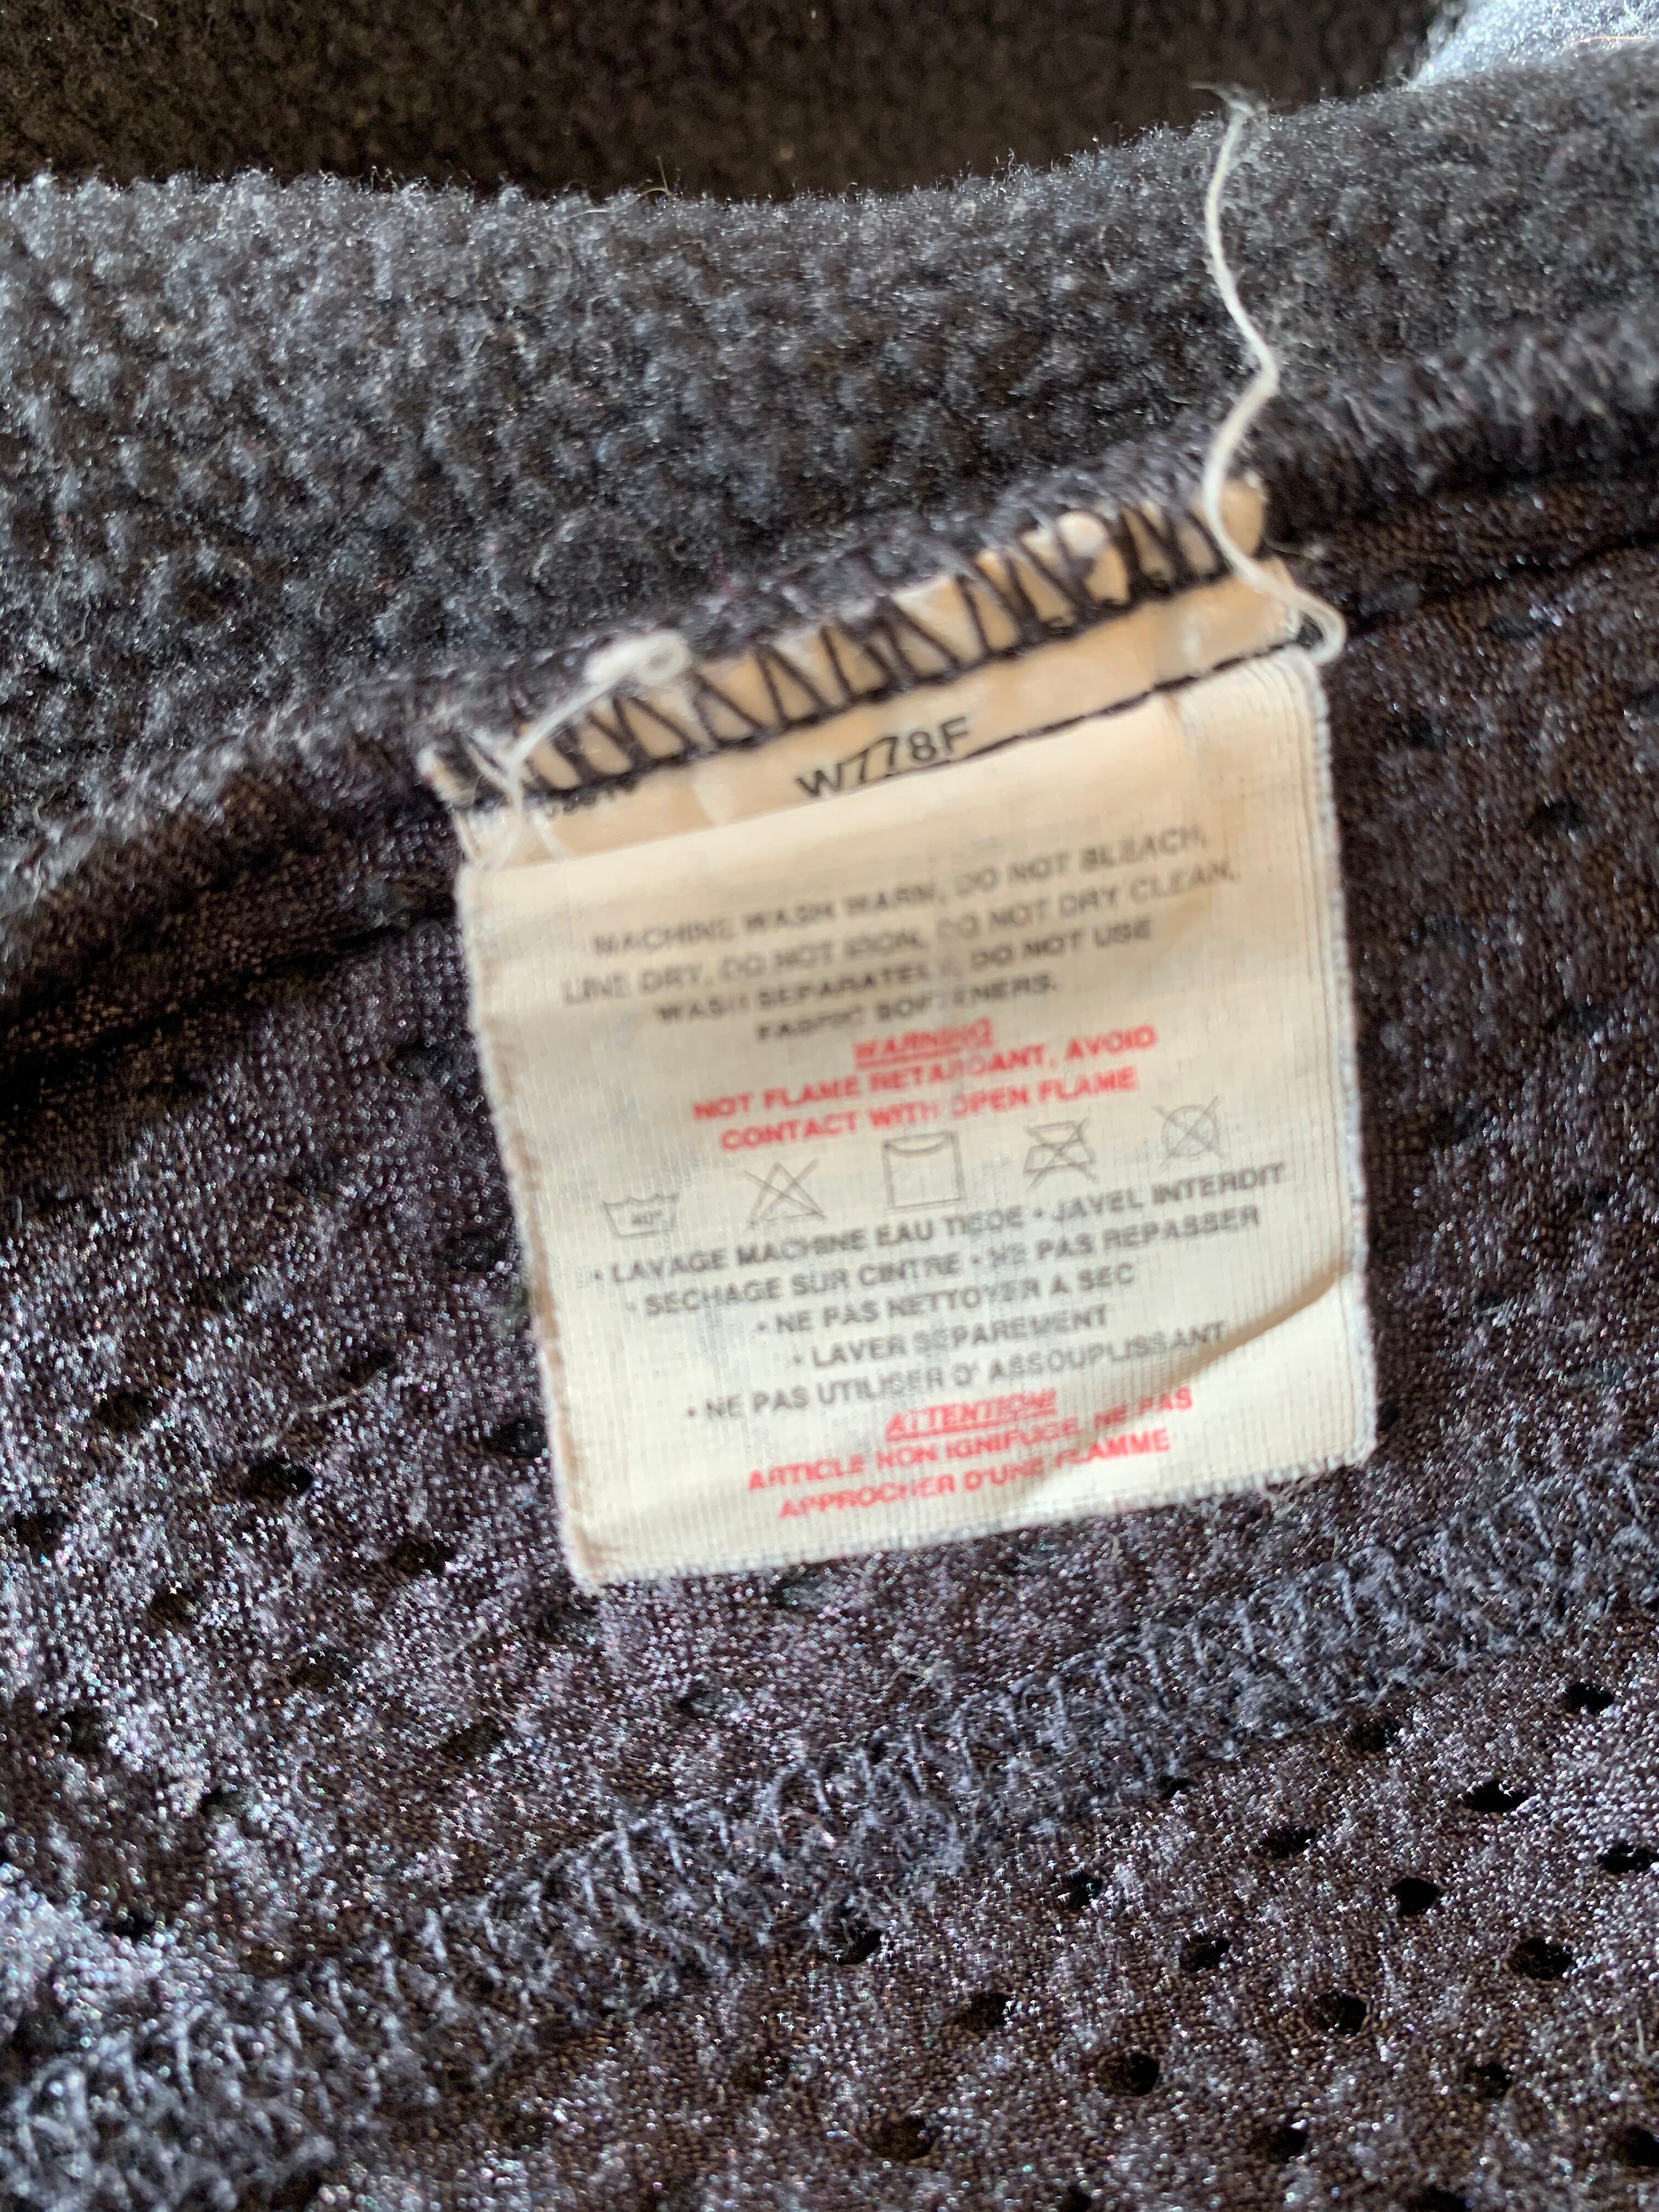 W778F
MACHINE WASH WARM, DO NOT BLEACH,
LINE DRY, DO NOT IRON, DO NOT DRY CLEAN,
WASH SEPARATELY, DO NOT USE
FABRIC SOFTENERS.
WARNING
NOT FLAME RETARDANT, AVOID
CONTACT WITH OPEN FLAME
40°
• LAVAGE MACHINE EAU TIEDE • JAVEL INTERDIT
• SECHAGE SUR CINTRE • NE PAS REPASSER
• NE PAS NETTOYER A SEC
• LAVER SEPAREMENT
• NE PAS UTILISER D' ASSOUPLISSANT
ATTENTION!
ARTICLE NON IGNIFUGE, NE PAS
APPROCHER D'UNE FLAMME